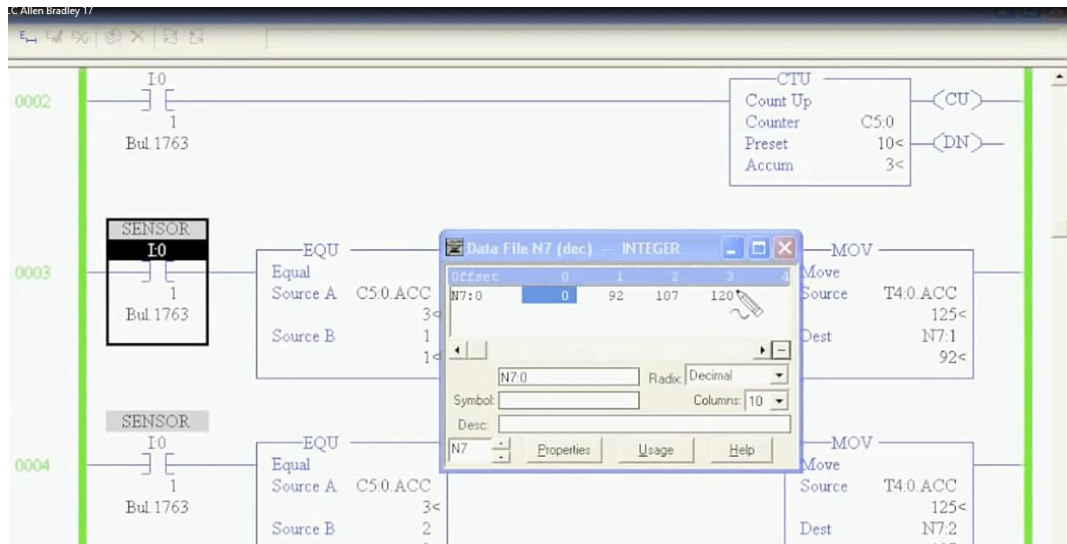 LC Allen Bradley 17
I:0
CTU
0002
Count Up
CU
1
Counter C5:0
Bul.1763
Preset 10<
DN
Accum 3<
SENSOR
I:0
EQU
Data File N7 (dec) -- INTEGER
MOV
0003
Equal
Offset 0 1 2 3 4
Move
1
Source A C5:0.ACC
N7:0 0 92 107 120
Source T4:0.ACC
Bul.1763
3<
125<
Source B 1
Dest N7:1
1<
92<
N7:0
Radix: Decimal
Symbol:
Columns: 10
Desc:
N7
Properties
Usage
Help
SENSOR
I:0
EQU
MOV
0004
Equal
Move
1
Source A C5:0.ACC
Source T4:0.ACC
Bul.1763
3<
125<
Source B 2
Dest N7:2